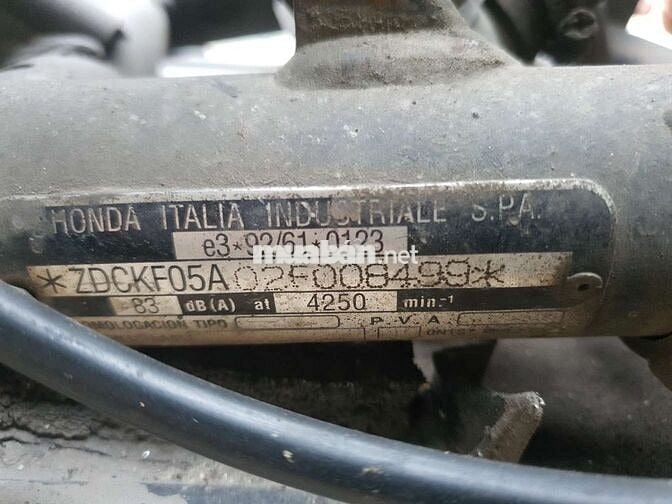 HONDA ITALIA INDUSTRIALE S.P.A.
e3*92/61*0123
muaban.net
*ZDCKF05A02F008499*
83 dB(A) at 4250 min.-1
HOMOLOGACION TIPO P.V.A.